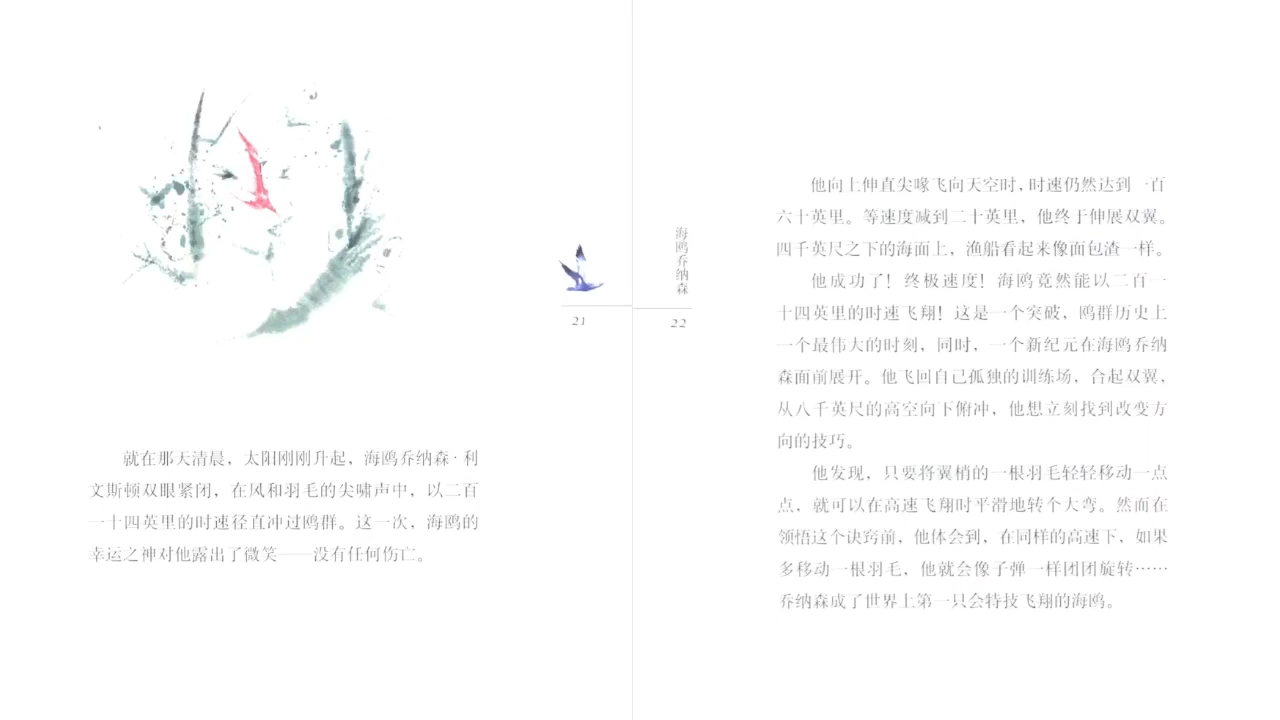 就在那天清晨，太阳刚刚升起，海鸥乔纳森·利
文斯顿双眼紧闭，在风和羽毛的尖啸声中，以二百
一十四英里的时速径直冲过鸥群。这一次，海鸥的
幸运之神对他露出了微笑——没有任何伤亡。
21
海鸥乔纳森
22
他向上伸直尖喙飞向天空时，时速仍然达到一百
六十英里。等速度减到二十英里，他终于伸展双翼。
四千英尺之下的海面上，渔船看起来像面包渣一样。
他成功了！终极速度！海鸥竟然能以二百一
十四英里的时速飞翔！这是一个突破，鸥群历史上
一个最伟大的时刻，同时，一个新纪元在海鸥乔纳
森面前展开。他飞回自己孤独的训练场，合起双翼，
从八千英尺的高空向下俯冲，他想立刻找到改变方
向的技巧。
他发现，只要将翼梢的一根羽毛轻轻移动一点
点，就可以在高速飞翔时平滑地转个大弯。然而在
领悟这个诀窍前，他体会到，在同样的高速下，如果
多移动一根羽毛，他就会像子弹一样团团旋转……
乔纳森成了世界上第一只会特技飞翔的海鸥。